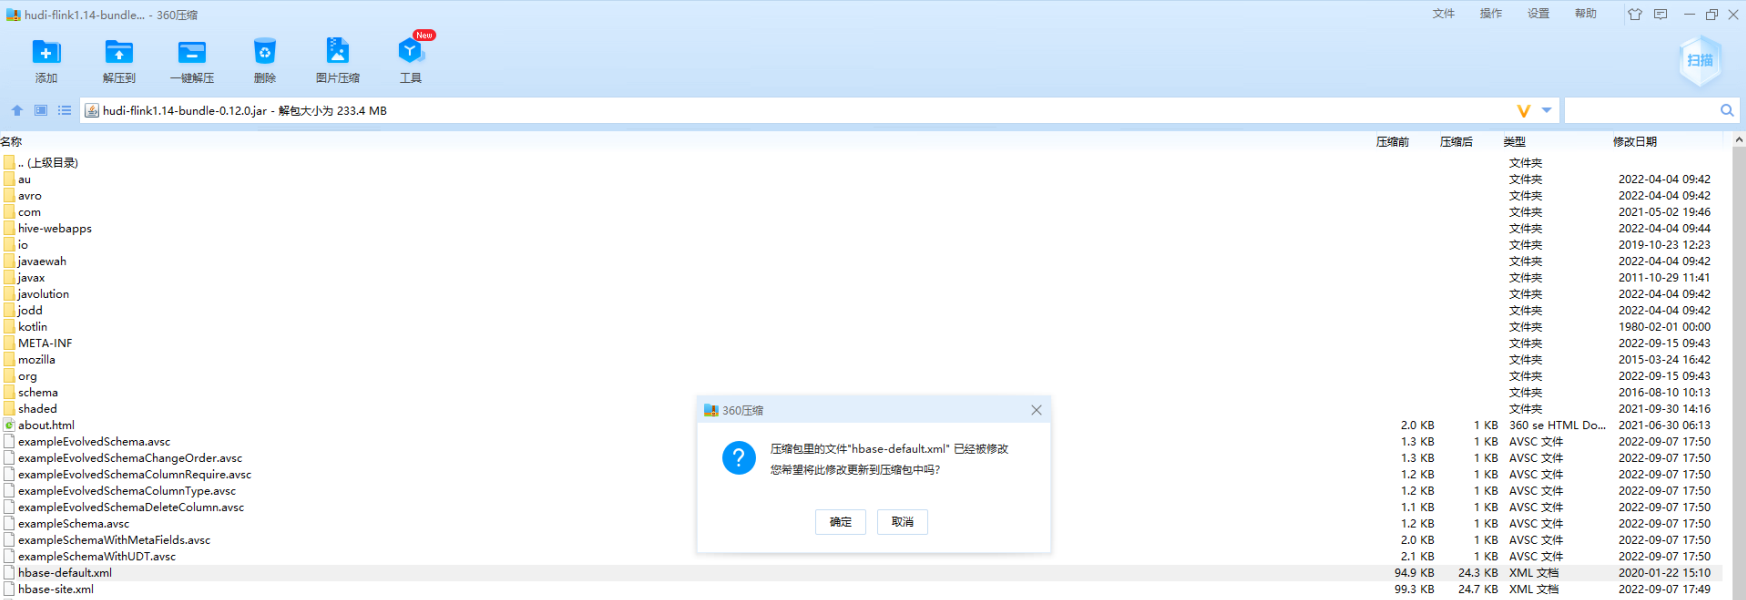 hudi-flink1.14-bundle... - 360压缩
文件 操作 设置 帮助
New
添加 解压到 一键解压 删除 图片压缩 工具
扫描
hudi-flink1.14-bundle-0.12.0.jar - 解包大小为 233.4 MB
名称 压缩前 压缩后 类型 修改日期
.. (上级目录) 文件夹
au 文件夹 2022-04-04 09:42
avro 文件夹 2022-04-04 09:42
com 文件夹 2021-05-02 19:46
hive-webapps 文件夹 2022-04-04 09:44
io 文件夹 2019-10-23 12:23
javaewah 文件夹 2022-04-04 09:42
javax 文件夹 2011-10-29 11:41
javolution 文件夹 2022-04-04 09:42
jodd 文件夹 2022-04-04 09:42
kotlin 文件夹 1980-02-01 00:00
META-INF 文件夹 2022-09-15 09:43
mozilla 文件夹 2015-03-24 16:42
org 文件夹 2022-09-15 09:43
schema 文件夹 2016-08-10 10:13
shaded 文件夹 2021-09-30 14:16
about.html 2.0 KB 1 KB 360 se HTML Do... 2021-06-30 06:13
exampleEvolvedSchema.avsc 1.3 KB 1 KB AVSC 文件 2022-09-07 17:50
exampleEvolvedSchemaChangeOrder.avsc 1.3 KB 1 KB AVSC 文件 2022-09-07 17:50
exampleEvolvedSchemaColumnRequire.avsc 1.2 KB 1 KB AVSC 文件 2022-09-07 17:50
exampleEvolvedSchemaColumnType.avsc 1.2 KB 1 KB AVSC 文件 2022-09-07 17:50
exampleEvolvedSchemaDeleteColumn.avsc 1.1 KB 1 KB AVSC 文件 2022-09-07 17:50
exampleSchema.avsc 1.2 KB 1 KB AVSC 文件 2022-09-07 17:50
exampleSchemaWithMetaFields.avsc 2.0 KB 1 KB AVSC 文件 2022-09-07 17:50
exampleSchemaWithUDT.avsc 2.1 KB 1 KB AVSC 文件 2022-09-07 17:50
hbase-default.xml 94.9 KB 24.3 KB XML 文档 2020-01-22 15:10
hbase-site.xml 99.3 KB 24.7 KB XML 文档 2022-09-07 17:49
360压缩
压缩包里的文件"hbase-default.xml" 已经被修改
您希望将此修改更新到压缩包中吗?
确定 取消